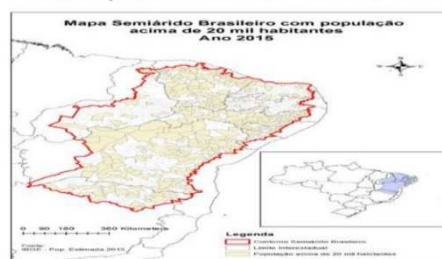 Mapa Semiárido Brasileiro com população
acima de 20 mil habitantes
Ano 2015
0 90 180 360 Kilometers
Fonte:
IBGE - Pop. Estimada 2015
Legenda
Contorno Semiárido Brasileiro
Limite Interestadual
População acima de 20 mil habitantes